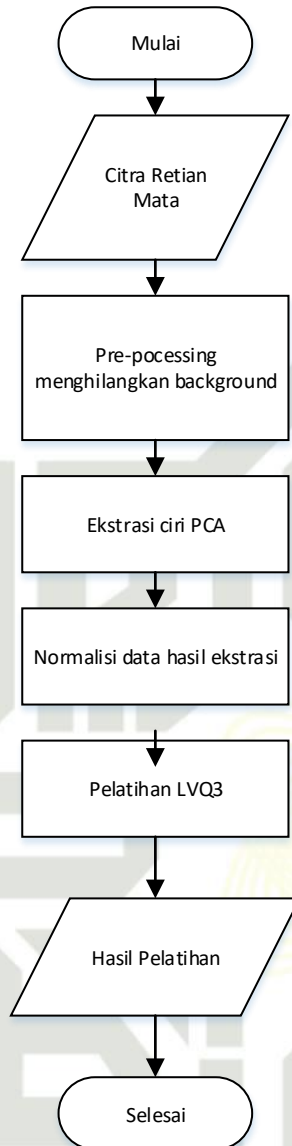 Mulai
Citra Retian
Mata
Pre-pocessing
menghilangkan background
Ekstrasi ciri PCA
Normalisi data hasil ekstrasi
Pelatihan LVQ3
Hasil Pelatihan
Selesai